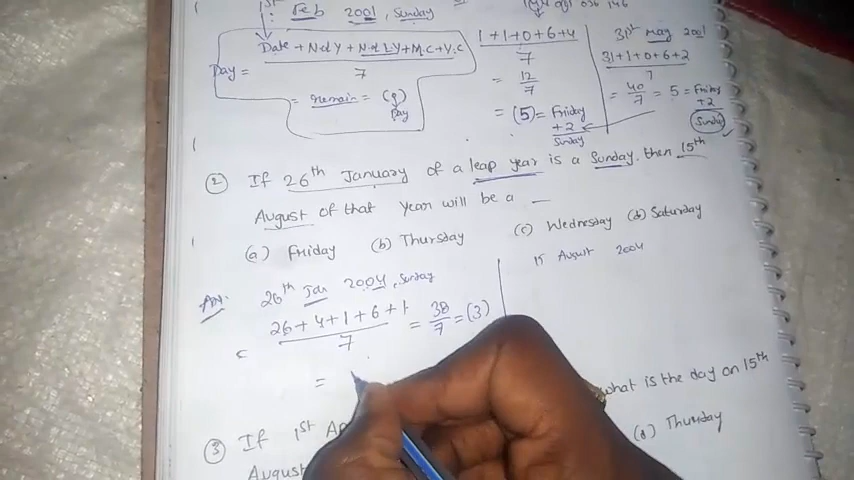 : Feb 2001, Sunday
Day = Date + N.d Y + N.d L.Y + M.C + Y.C
7
= remain = (9)
Day
1+1+0+6+4
7
= 12
7
= (5) = Friday
+2
Sunday
31st may 2001
31+1+0+6+2
7
= 40
7 = 5 = Friday
+2
Sunday
(2) If 26th January of a leap year is a Sunday. then 15th
August of that Year will be a __
(a) Friday (b) Thursday (c) Wednesday (d) Saturday
Ans: 26th Jan 2004, Sunday
26+4+1+6+1
7
= 38
7 = (3)
=
15 August 2004
(3) If 1st Ap what is the day on 15th
August (d) Thursday